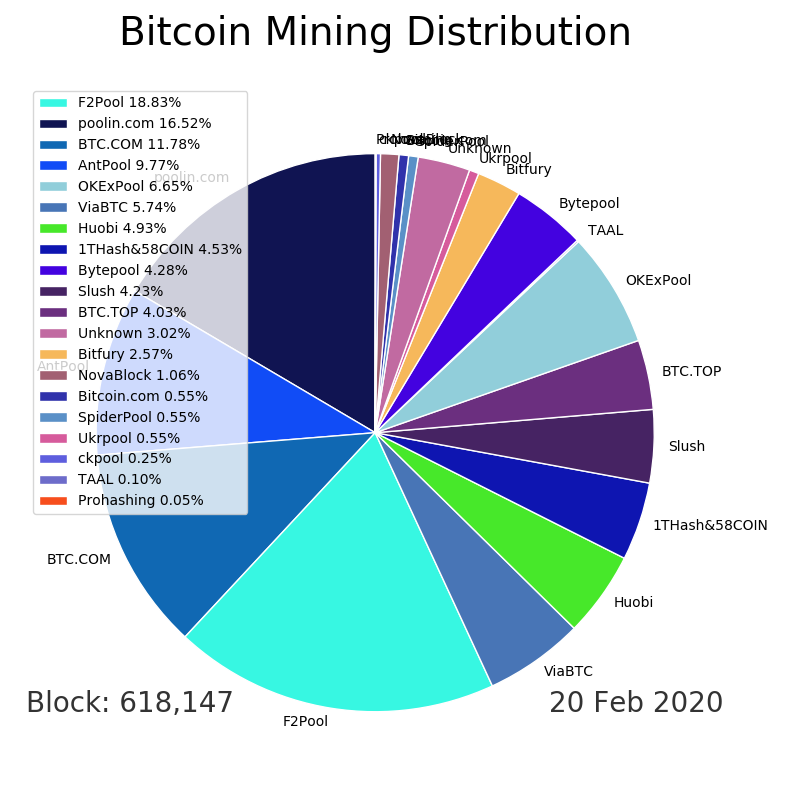 Bitcoin Mining Distribution
F2Pool 18.83%
poolin.com 16.52%
BTC.COM 11.78%
AntPool 9.77%
OKExPool 6.65%
ViaBTC 5.74%
Huobi 4.93%
1THash&58COIN 4.53%
Bytepool 4.28%
Slush 4.23%
BTC.TOP 4.03%
Unknown 3.02%
Bitfury 2.57%
NovaBlock 1.06%
Bitcoin.com 0.55%
SpiderPool 0.55%
Ukrpool 0.55%
ckpool 0.25%
TAAL 0.10%
Prohashing 0.05%
Unknown
Ukrpool
Bitfury
Bytepool
TAAL
OKExPool
BTC.TOP
Slush
1THash&58COIN
Huobi
ViaBTC
F2Pool
BTC.COM
AntPool
poolin.com
Block: 618,147
20 Feb 2020